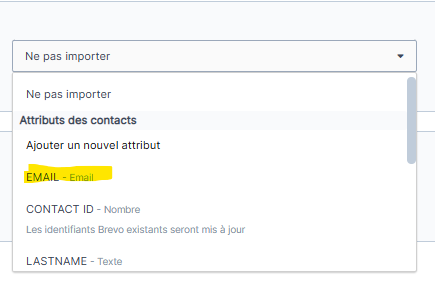 Ne pas importer
Ne pas importer
Attributs des contacts
Ajouter un nouvel attribut
EMAIL - Email
CONTACT ID - Nombre
Les identifiants Brevo existants seront mis à jour
LASTNAME - Texte